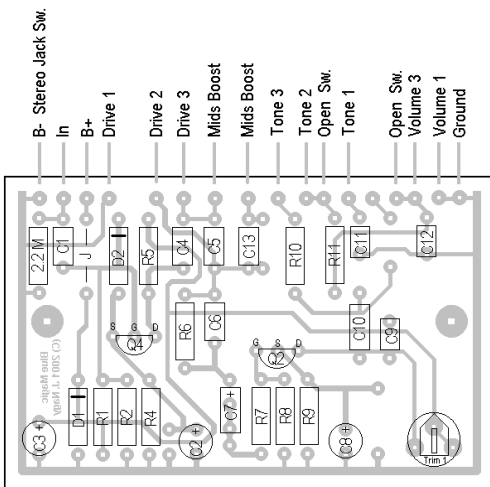 B- Stereo Jack Sw.
In
B+
Drive 1
Drive 2
Drive 3
Mids Boost
Mids Boost
Tone 3
Tone 2
Open Sw.
Tone 1
Open Sw.
Volume 3
Volume 1
Ground
2.2 M
C1
J
D2
R5
C4
C5
C13
R10
R11
C11
C12
S G D
Q4
R6
C6
G S D
Q2
C10
C9
Blue Magic
(C) 2001 J. Nagy
C3 +
D1
R1
R2
R4
C2 +
C7 +
R7
R8
R9
C8 +
Trim 1